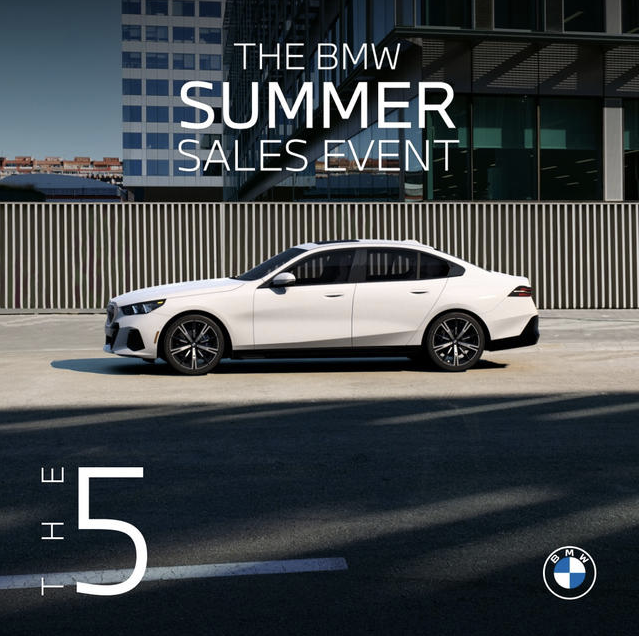 THE BMW
SUMMER
SALES EVENT
THE
5
BMW